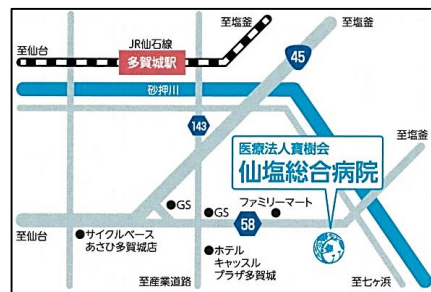 至塩釜
JR仙石線
至仙台
多賀城駅
45
砂押川
143
医療法人寶樹会
仙塩総合病院
至塩釜
GS
GS
ファミリーマート
58
至仙台
サイクルベース
あさひ多賀城店
ホテル
キャッスル
プラザ多賀城
至産業道路
至七ヶ浜